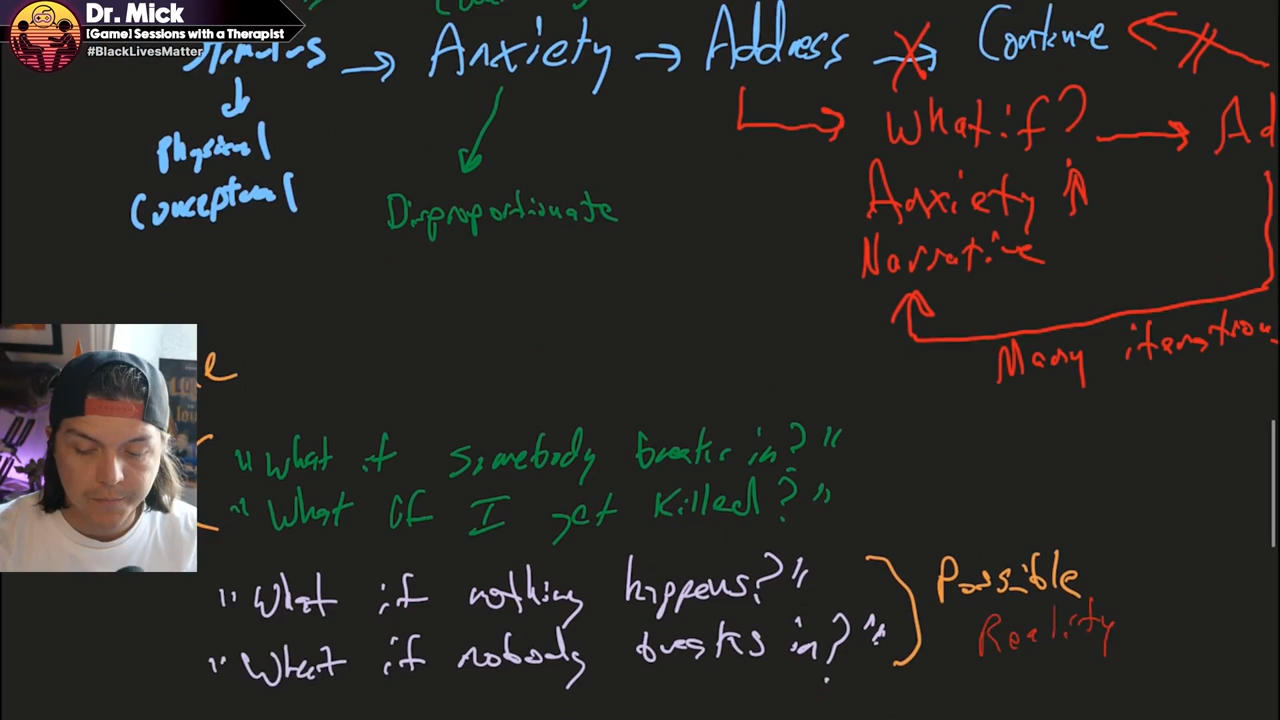 Dr. Mick
[Game] Sessions with a Therapist
#BlackLivesMatter
Stimulus → Anxiety → Address → Continue
Physical
Conceptual
Disproportionate
What if? → Ad
Anxiety ↑
Narrative
Many iterations
"What if somebody breaks in?"
"What if I get killed?"
"What if nothing happens?"
"What if nobody breaks in?"
Possible
Reality